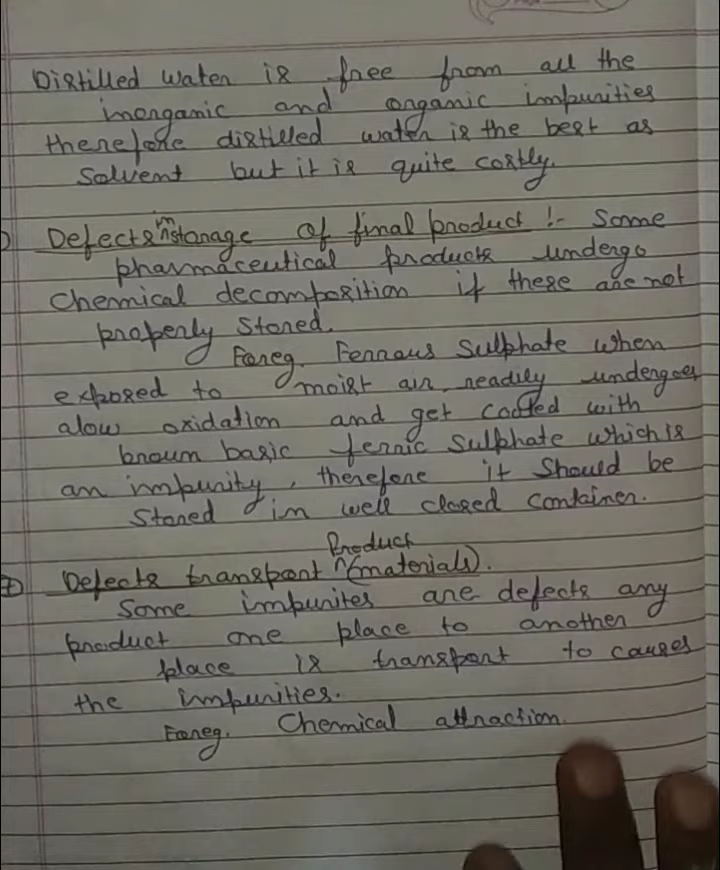 Distilled water is free from all the
inorganic and organic impurities
therefore distilled water is the best as
Solvent but it is quite costly.
Defects in storage of final product :- Some
pharmaceutical products undergo
Chemical decomposition if these are not
properly Stored.
Foreg. Ferrous Sulphate when
exposed to moist air readily undergoes
alow oxidation and get coated with
broum basic ferric sulphate which is
an impurity, therefore it should be
Stored in well closed container.
7) Defects transport Product (materials).
Some impurites are defects any
product one place to another
place is transport to causes
the impurities.
Foreg. Chemical attraction.